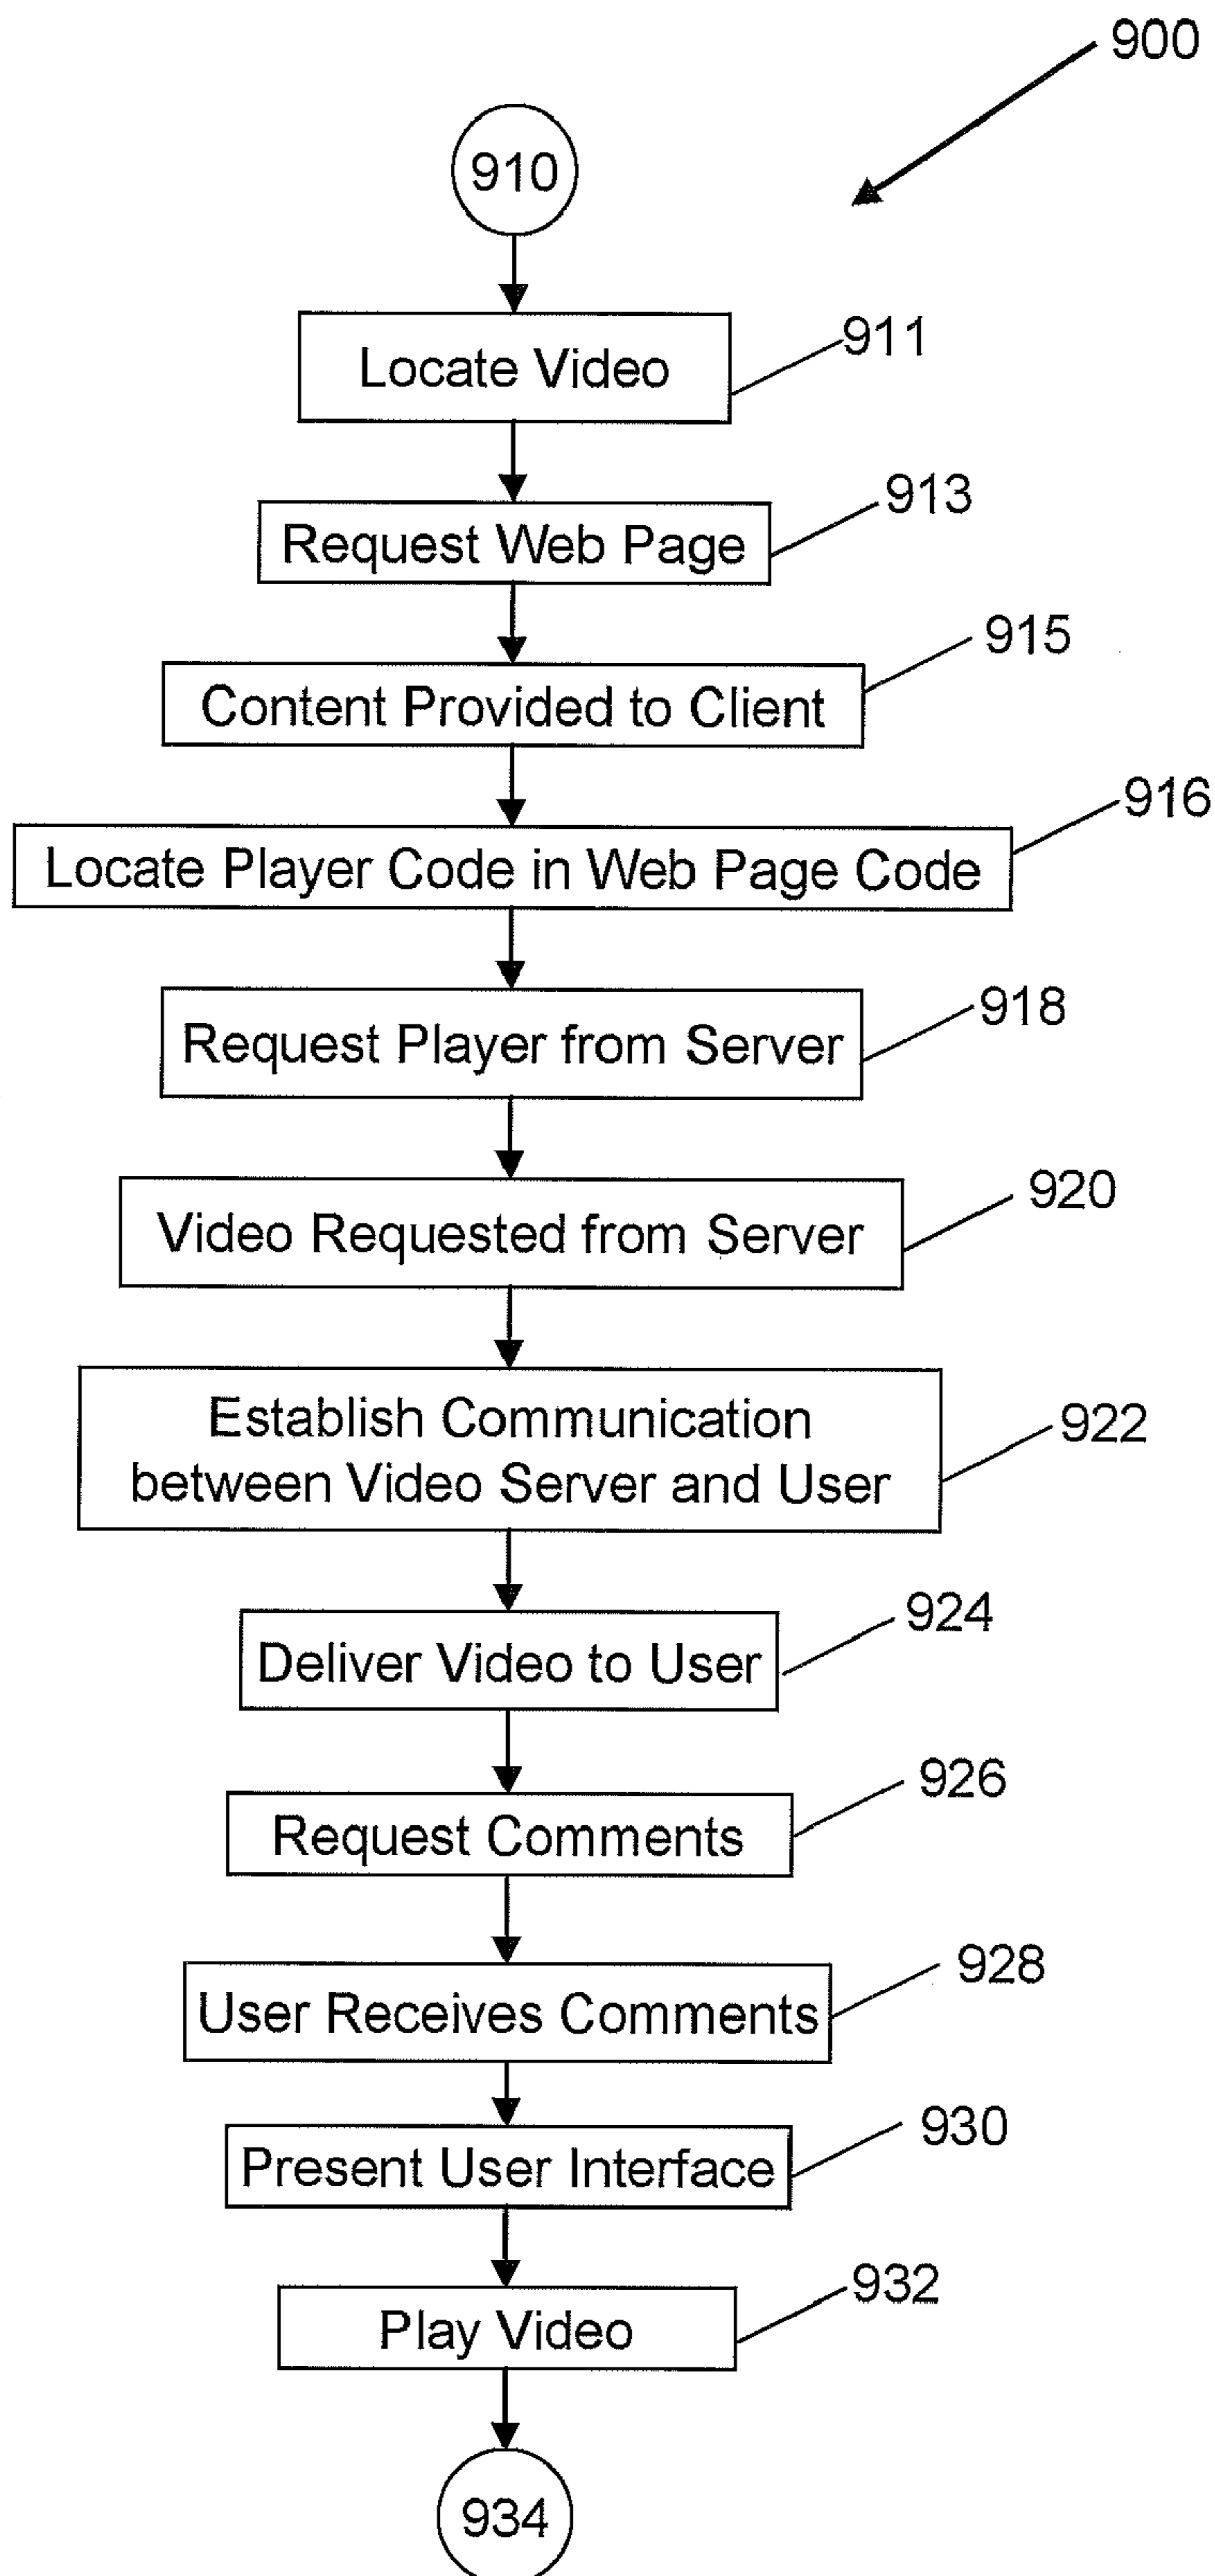 900
910
Locate Video
911
Request Web Page
913
Content Provided to Client
915
Locate Player Code in Web Page Code
916
Request Player from Server
918
Video Requested from Server
920
Establish Communication
between Video Server and User
922
Deliver Video to User
924
Request Comments
926
User Receives Comments
928
Present User Interface
930
Play Video
932
934